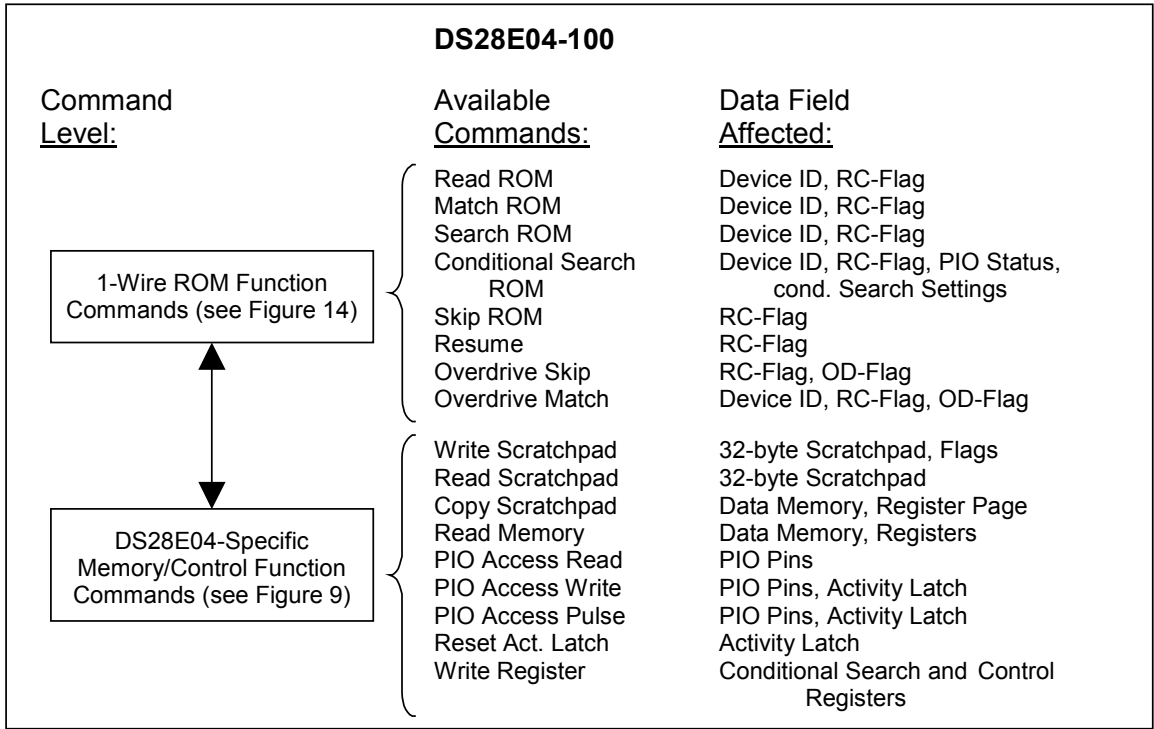 DS28E04-100
Command
Level:
Available
Commands:
Data Field
Affected:
1-Wire ROM Function
Commands (see Figure 14)
Read ROM Device ID, RC-Flag
Match ROM Device ID, RC-Flag
Search ROM Device ID, RC-Flag
Conditional Search Device ID, RC-Flag, PIO Status,
ROM cond. Search Settings
Skip ROM RC-Flag
Resume RC-Flag
Overdrive Skip RC-Flag, OD-Flag
Overdrive Match Device ID, RC-Flag, OD-Flag
DS28E04-Specific
Memory/Control Function
Commands (see Figure 9)
Write Scratchpad 32-byte Scratchpad, Flags
Read Scratchpad 32-byte Scratchpad
Copy Scratchpad Data Memory, Register Page
Read Memory Data Memory, Registers
PIO Access Read PIO Pins
PIO Access Write PIO Pins, Activity Latch
PIO Access Pulse PIO Pins, Activity Latch
Reset Act. Latch Activity Latch
Write Register Conditional Search and Control
Registers